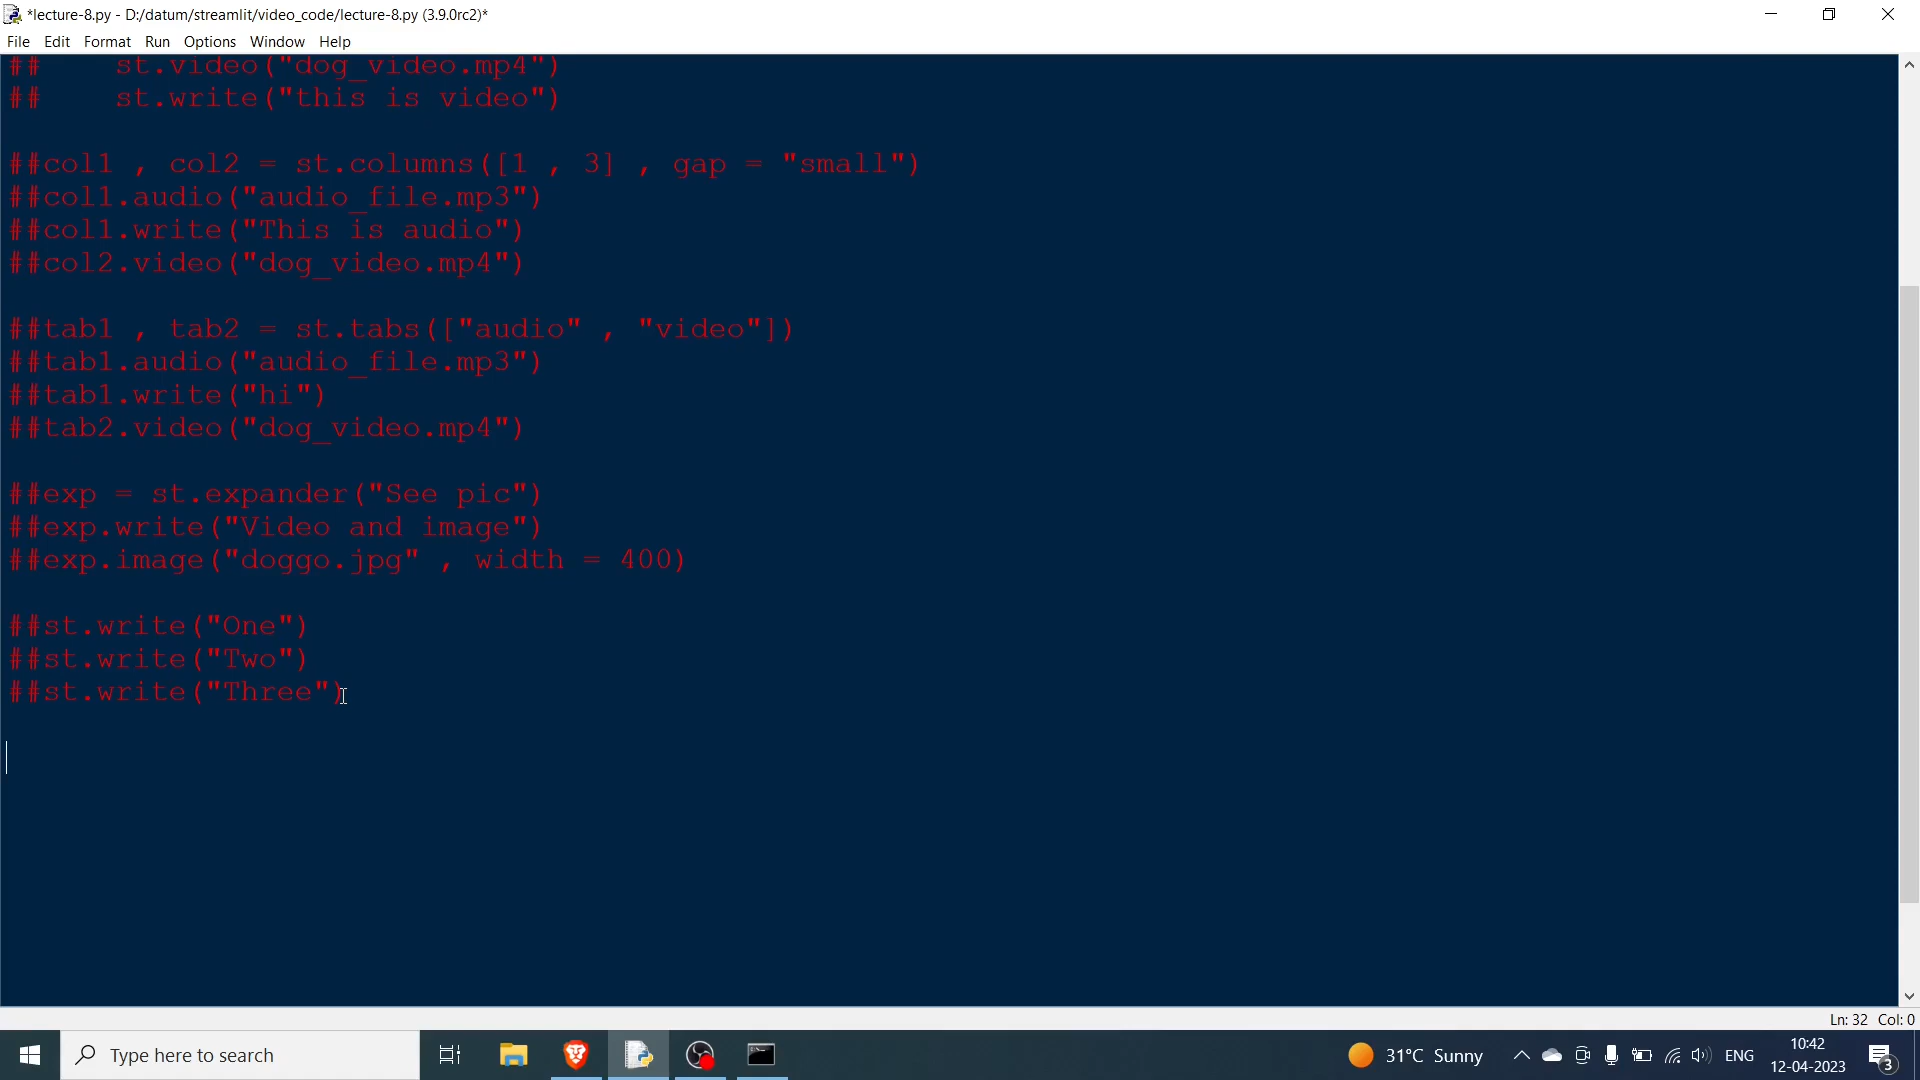 *lecture-8.py - D:/datum/streamlit/video_code/lecture-8.py (3.9.0rc2)*
File Edit Format Run Options Window Help
##     st.video("dog_video.mp4")
##     st.write("this is video")
##col1 , col2 = st.columns([1 , 3] , gap = "small")
##col1.audio("audio_file.mp3")
##col1.write("This is audio")
##col2.video("dog_video.mp4")
##tab1 , tab2 = st.tabs(["audio" , "video"])
##tab1.audio("audio_file.mp3")
##tab1.write("hi")
##tab2.video("dog_video.mp4")
##exp = st.expander("See pic")
##exp.write("Video and image")
##exp.image("doggo.jpg" , width = 400)
##st.write("One")
##st.write("Two")
##st.write("Three")
Ln: 32 Col: 0
Type here to search
31°C Sunny
ENG
10:42
12-04-2023
3